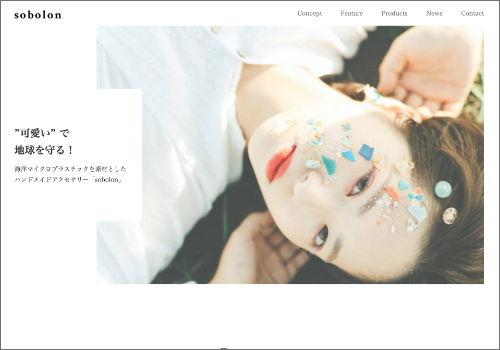 sobolon
Concept
Feature
Products
News
Contact
”可愛い” で
地球を守る！
海洋マイクロプラスチックを素材とした
ハンドメイドアクセサリー「sobolon」